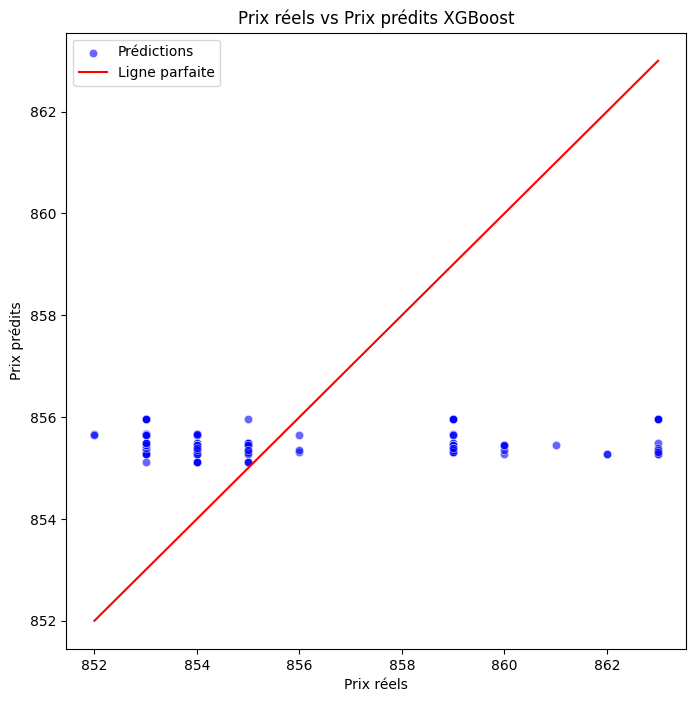 Prix réels vs Prix prédits XGBoost
Prédictions
Ligne parfaite
862
860
858
856
854
852
Prix prédits
852 854 856 858 860 862
Prix réels